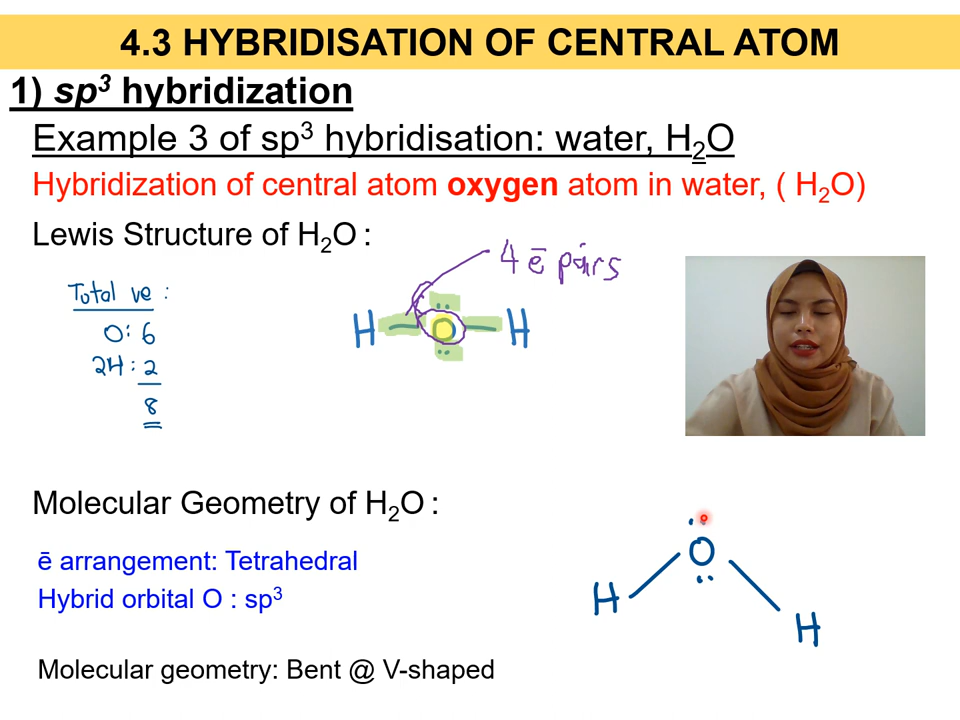 4.3 HYBRIDISATION OF CENTRAL ATOM
1) sp³ hybridization
Example 3 of sp³ hybridisation: water, H₂O
Hybridization of central atom oxygen atom in water, ( H₂O)
Lewis Structure of H₂O :
4 ē pairs
Total ve :
O: 6
2H : 2
8
H O H
Molecular Geometry of H₂O :
ē arrangement: Tetrahedral
Hybrid orbital O : sp³
Molecular geometry: Bent @ V-shaped
O
H
H